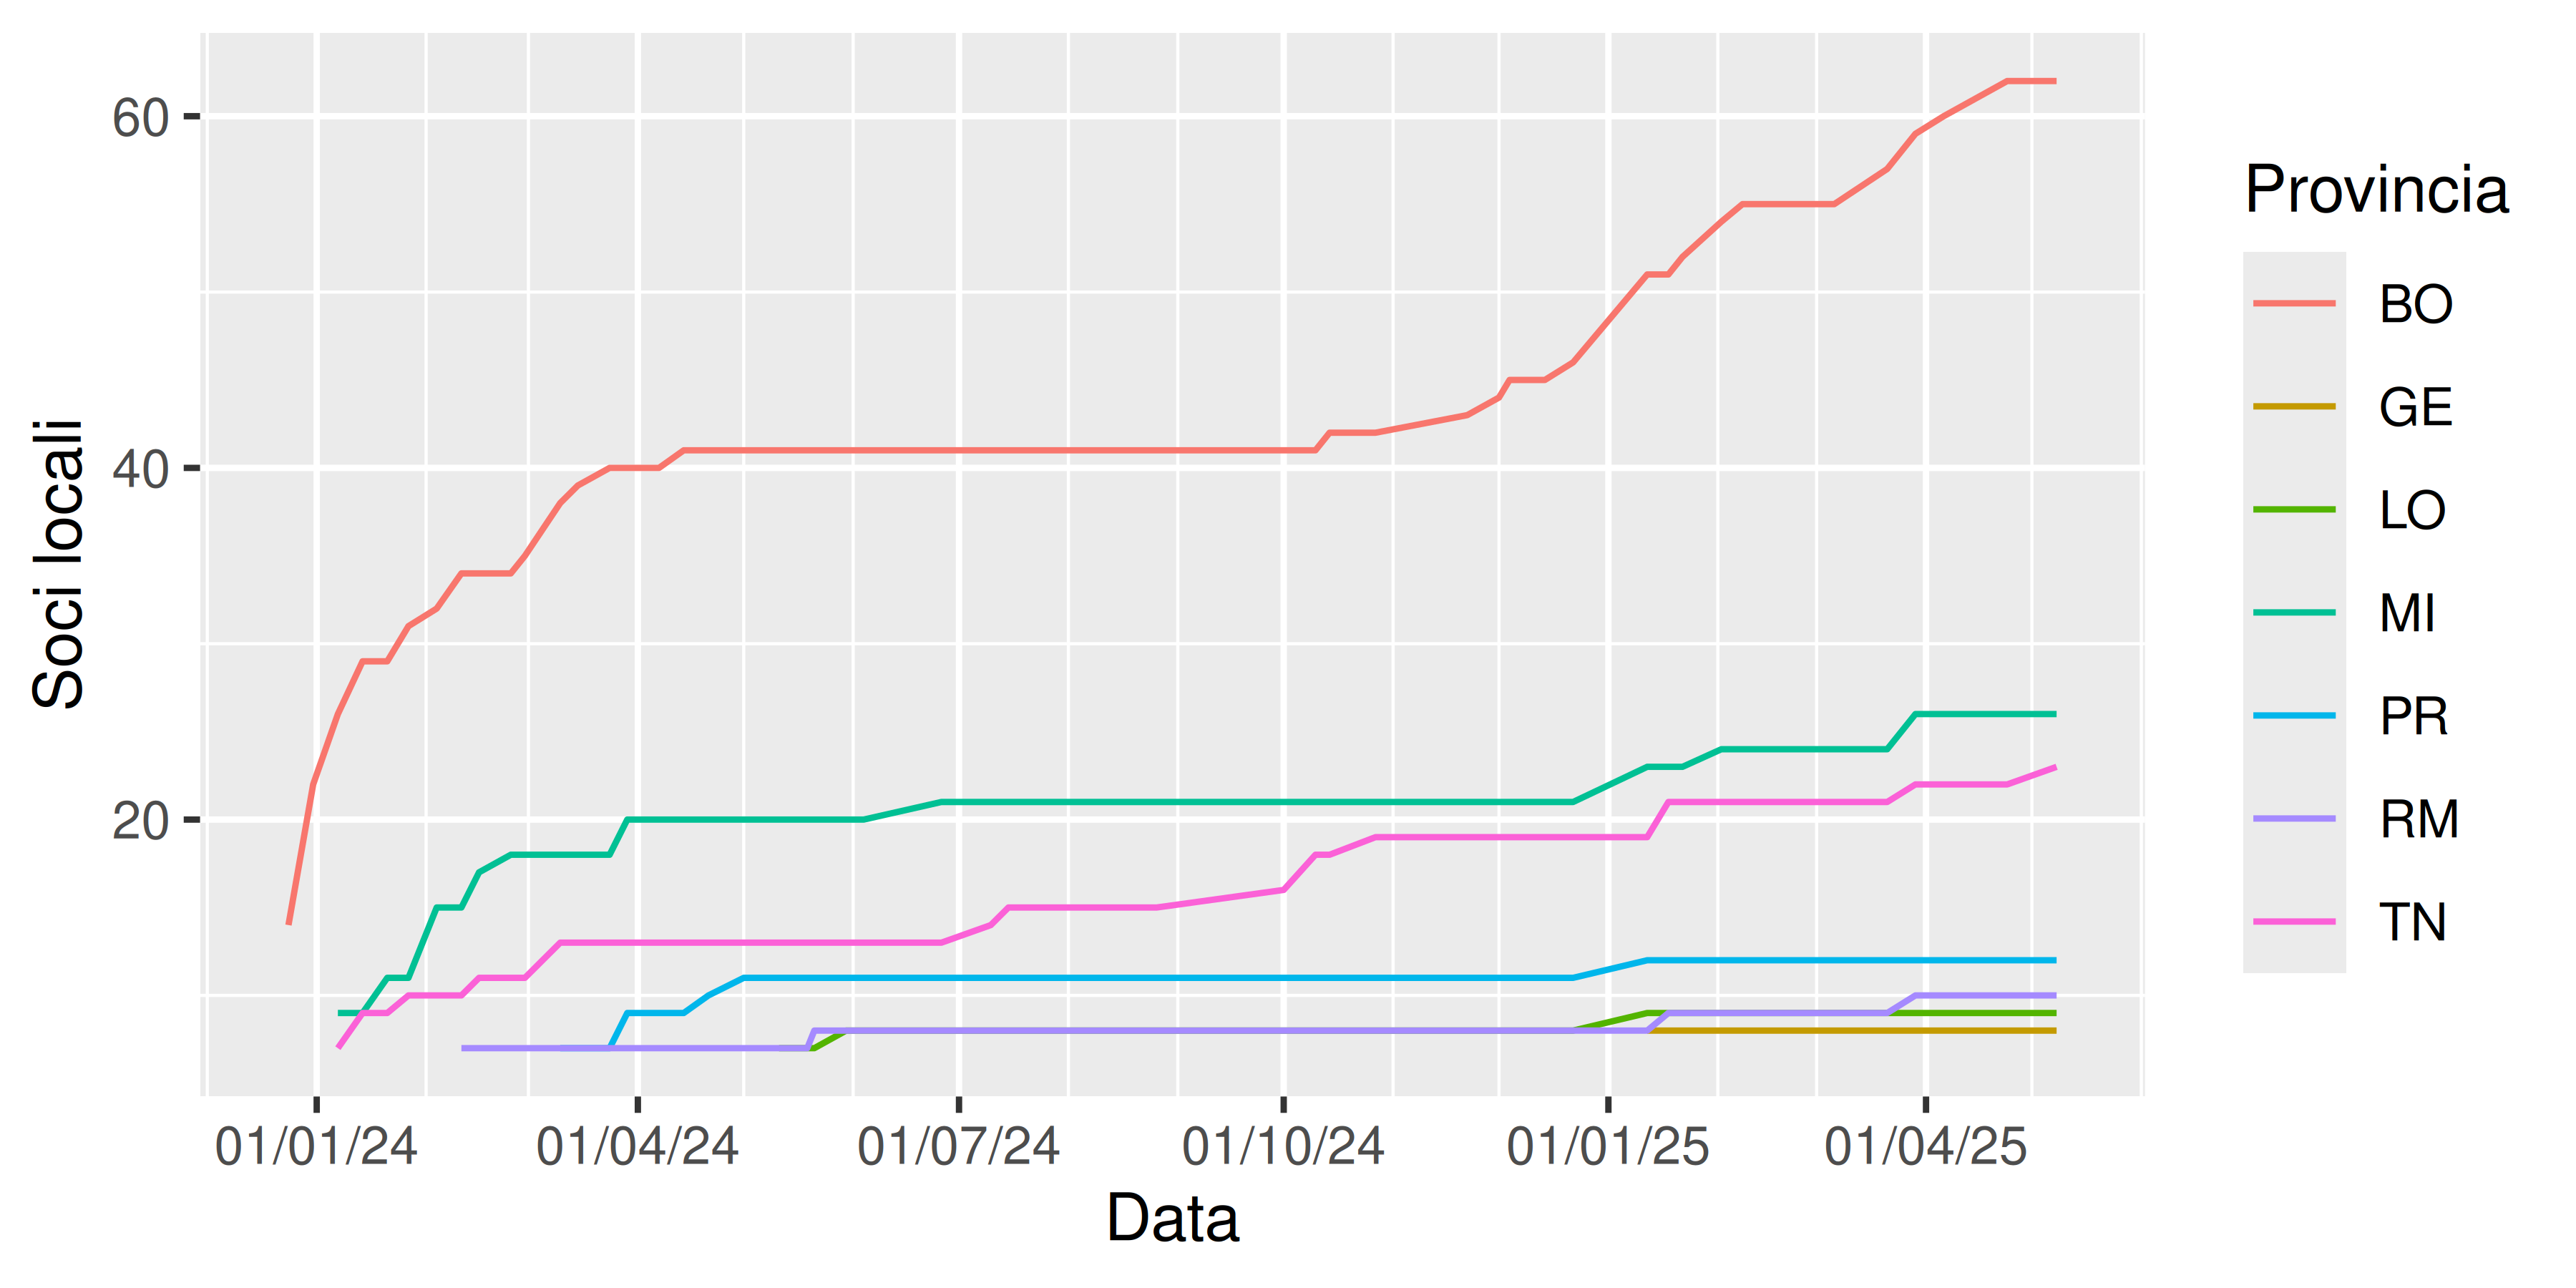 Soci locali
60
40
20
01/01/24 01/04/24 01/07/24 01/10/24 01/01/25 01/04/25
Data
Provincia
BO
GE
LO
MI
PR
RM
TN